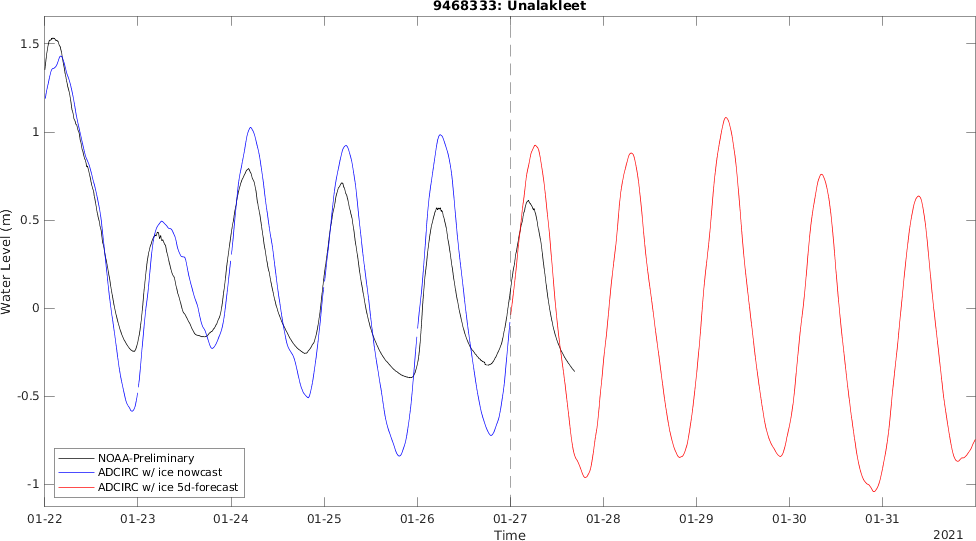 9468333: Unalakleet
Water Level (m)
1.5
1
0.5
0
-0.5
-1
NOAA-Preliminary
ADCIRC w/ ice nowcast
ADCIRC w/ ice 5d-forecast
01-22 01-23 01-24 01-25 01-26 01-27 01-28 01-29 01-30 01-31
Time
2021